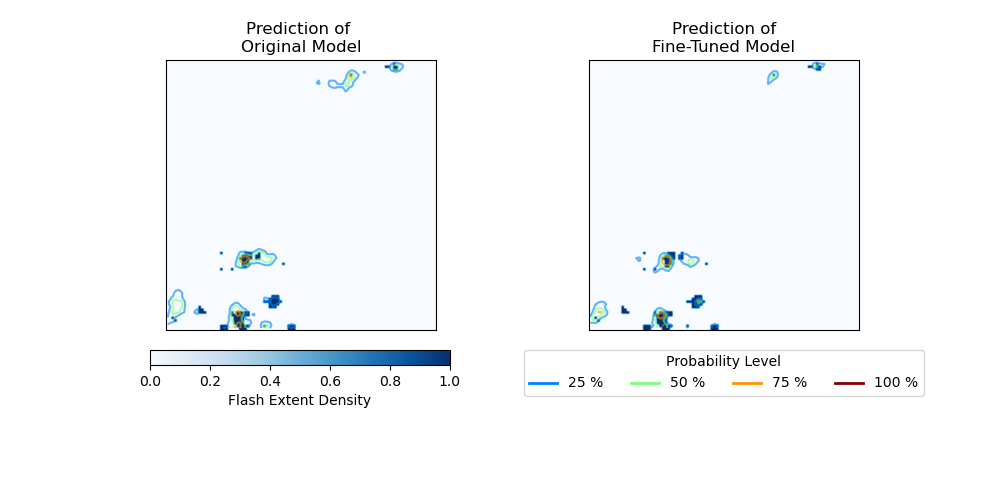 Prediction of
Original Model
Prediction of
Fine-Tuned Model
0.0 0.2 0.4 0.6 0.8 1.0
Flash Extent Density
Probability Level
25 % 50 % 75 % 100 %